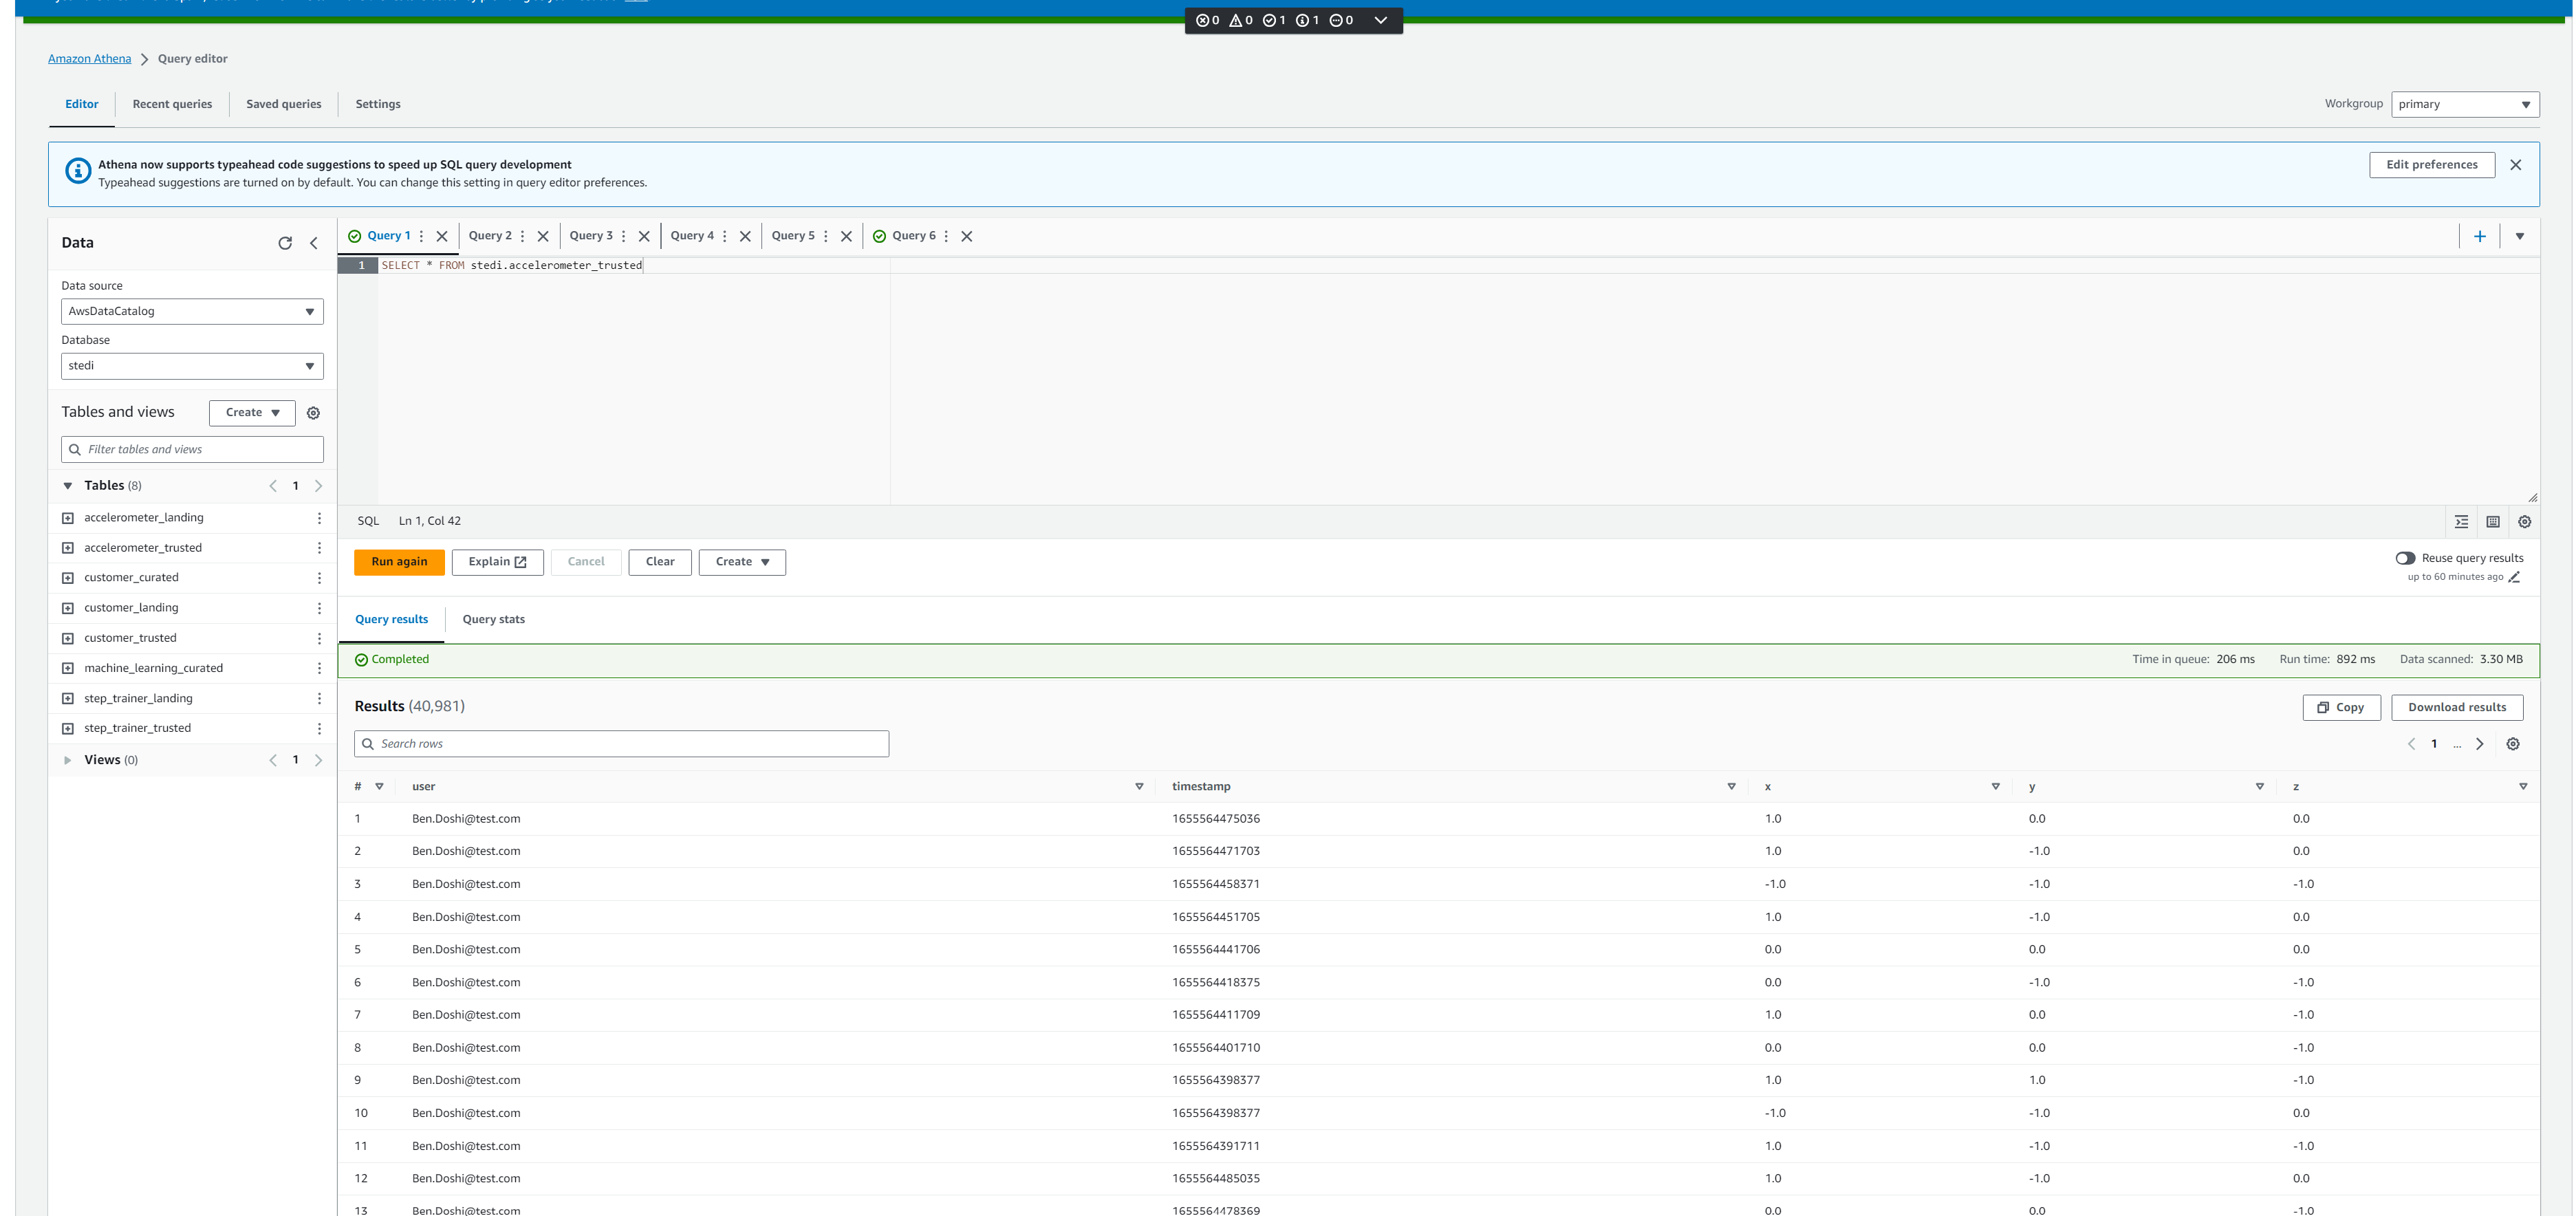 0 0 1 1 0
Amazon Athena > Query editor
Editor Recent queries Saved queries Settings
Workgroup primary
Athena now supports typeahead code suggestions to speed up SQL query development
Typeahead suggestions are turned on by default. You can change this setting in query editor preferences.
Edit preferences
Data
Data source
AwsDataCatalog
Database
stedi
Tables and views Create
Filter tables and views
Tables (8) < 1 >
accelerometer_landing
accelerometer_trusted
customer_curated
customer_landing
customer_trusted
machine_learning_curated
step_trainer_landing
step_trainer_trusted
Views (0) < 1 >
Query 1 Query 2 Query 3 Query 4 Query 5 Query 6
1 SELECT * FROM stedi.accelerometer_trusted
SQL Ln 1, Col 42
Run again Explain Cancel Clear Create
Reuse query results
up to 60 minutes ago
Query results Query stats
Completed
Time in queue: 206 ms Run time: 892 ms Data scanned: 3.30 MB
Results (40,981)
Copy Download results
Search rows
< 1 ... >
# user timestamp x y z
1 Ben.Doshi@test.com 1655564475036 1.0 0.0 0.0
2 Ben.Doshi@test.com 1655564471703 1.0 -1.0 0.0
3 Ben.Doshi@test.com 1655564458371 -1.0 -1.0 -1.0
4 Ben.Doshi@test.com 1655564451705 1.0 -1.0 0.0
5 Ben.Doshi@test.com 1655564441706 0.0 0.0 0.0
6 Ben.Doshi@test.com 1655564418375 0.0 -1.0 -1.0
7 Ben.Doshi@test.com 1655564411709 1.0 0.0 -1.0
8 Ben.Doshi@test.com 1655564401710 0.0 0.0 -1.0
9 Ben.Doshi@test.com 1655564398377 1.0 1.0 -1.0
10 Ben.Doshi@test.com 1655564398377 -1.0 -1.0 0.0
11 Ben.Doshi@test.com 1655564391711 1.0 -1.0 -1.0
12 Ben.Doshi@test.com 1655564485035 1.0 -1.0 0.0
13 Ben.Doshi@test.com 1655564478369 0.0 0.0 -1.0